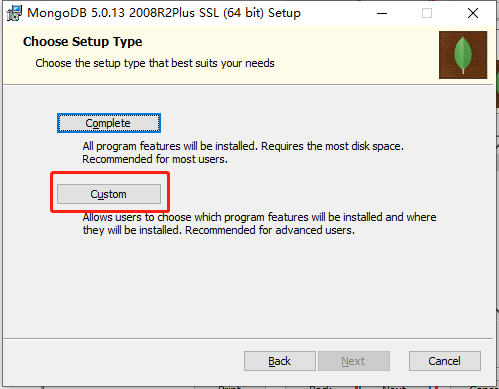 MongoDB 5.0.13 2008R2Plus SSL (64 bit) Setup
Choose Setup Type
Choose the setup type that best suits your needs
Complete
All program features will be installed. Requires the most disk space.
Recommended for most users.
Custom
Allows users to choose which program features will be installed and where
they will be installed. Recommended for advanced users.
Back Next Cancel